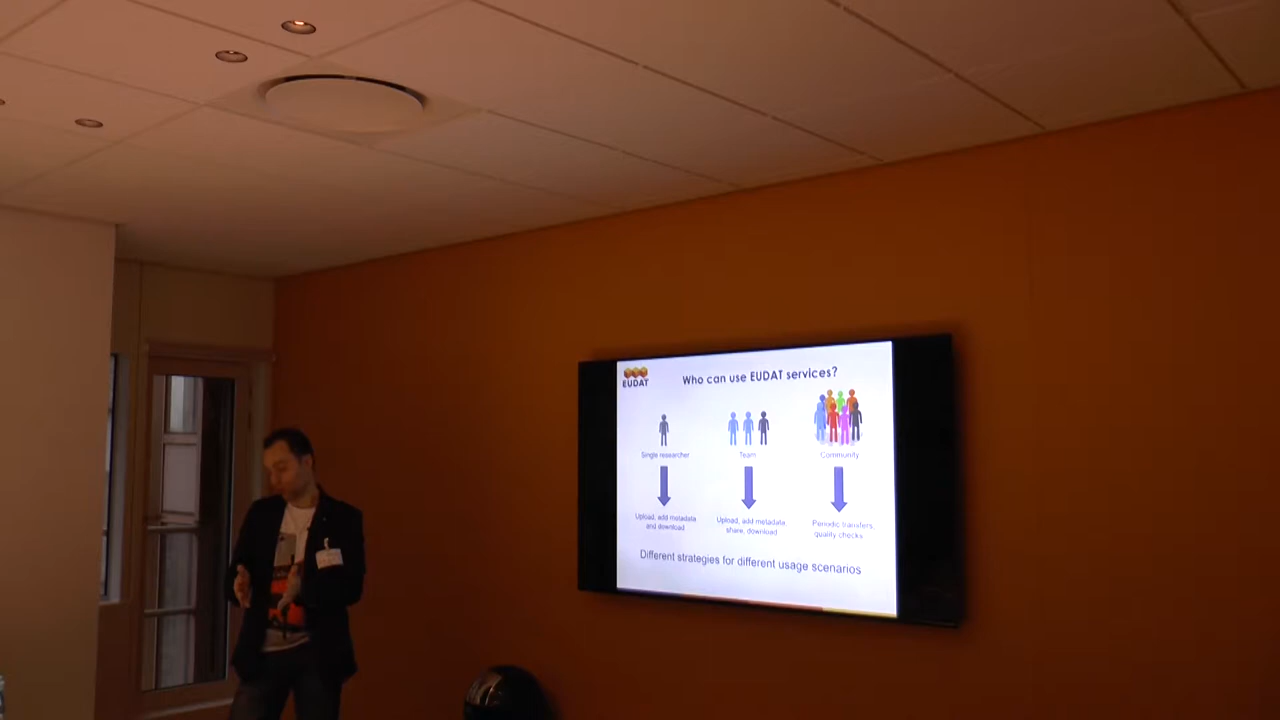 EUDAT
Who can use EUDAT services?
Single researcher
Team
Community
Upload, add metadata
and download
Upload, add metadata,
share, download
Periodic transfers,
quality checks
Different strategies for different usage scenarios